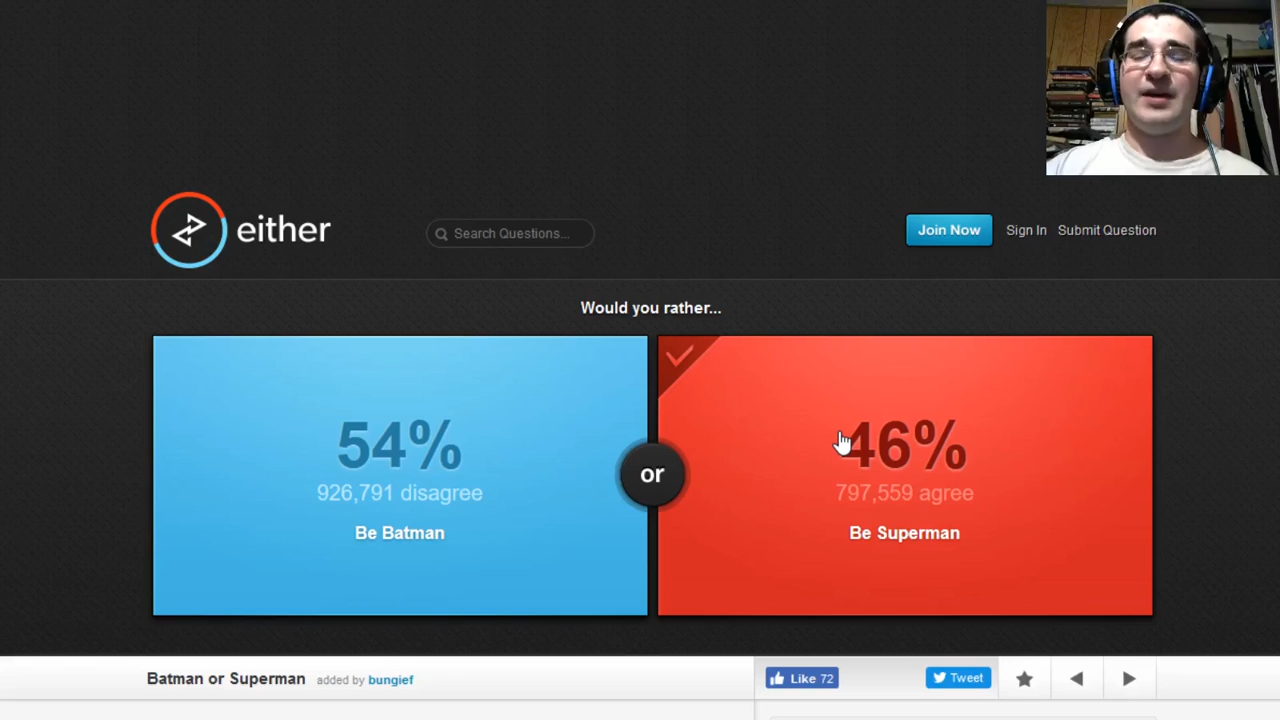 either
Search Questions...
Join Now
Sign In
Submit Question
Would you rather...
54%
926,791 disagree
Be Batman
or
46%
797,559 agree
Be Superman
Batman or Superman
added by bungief
Like 72
Tweet